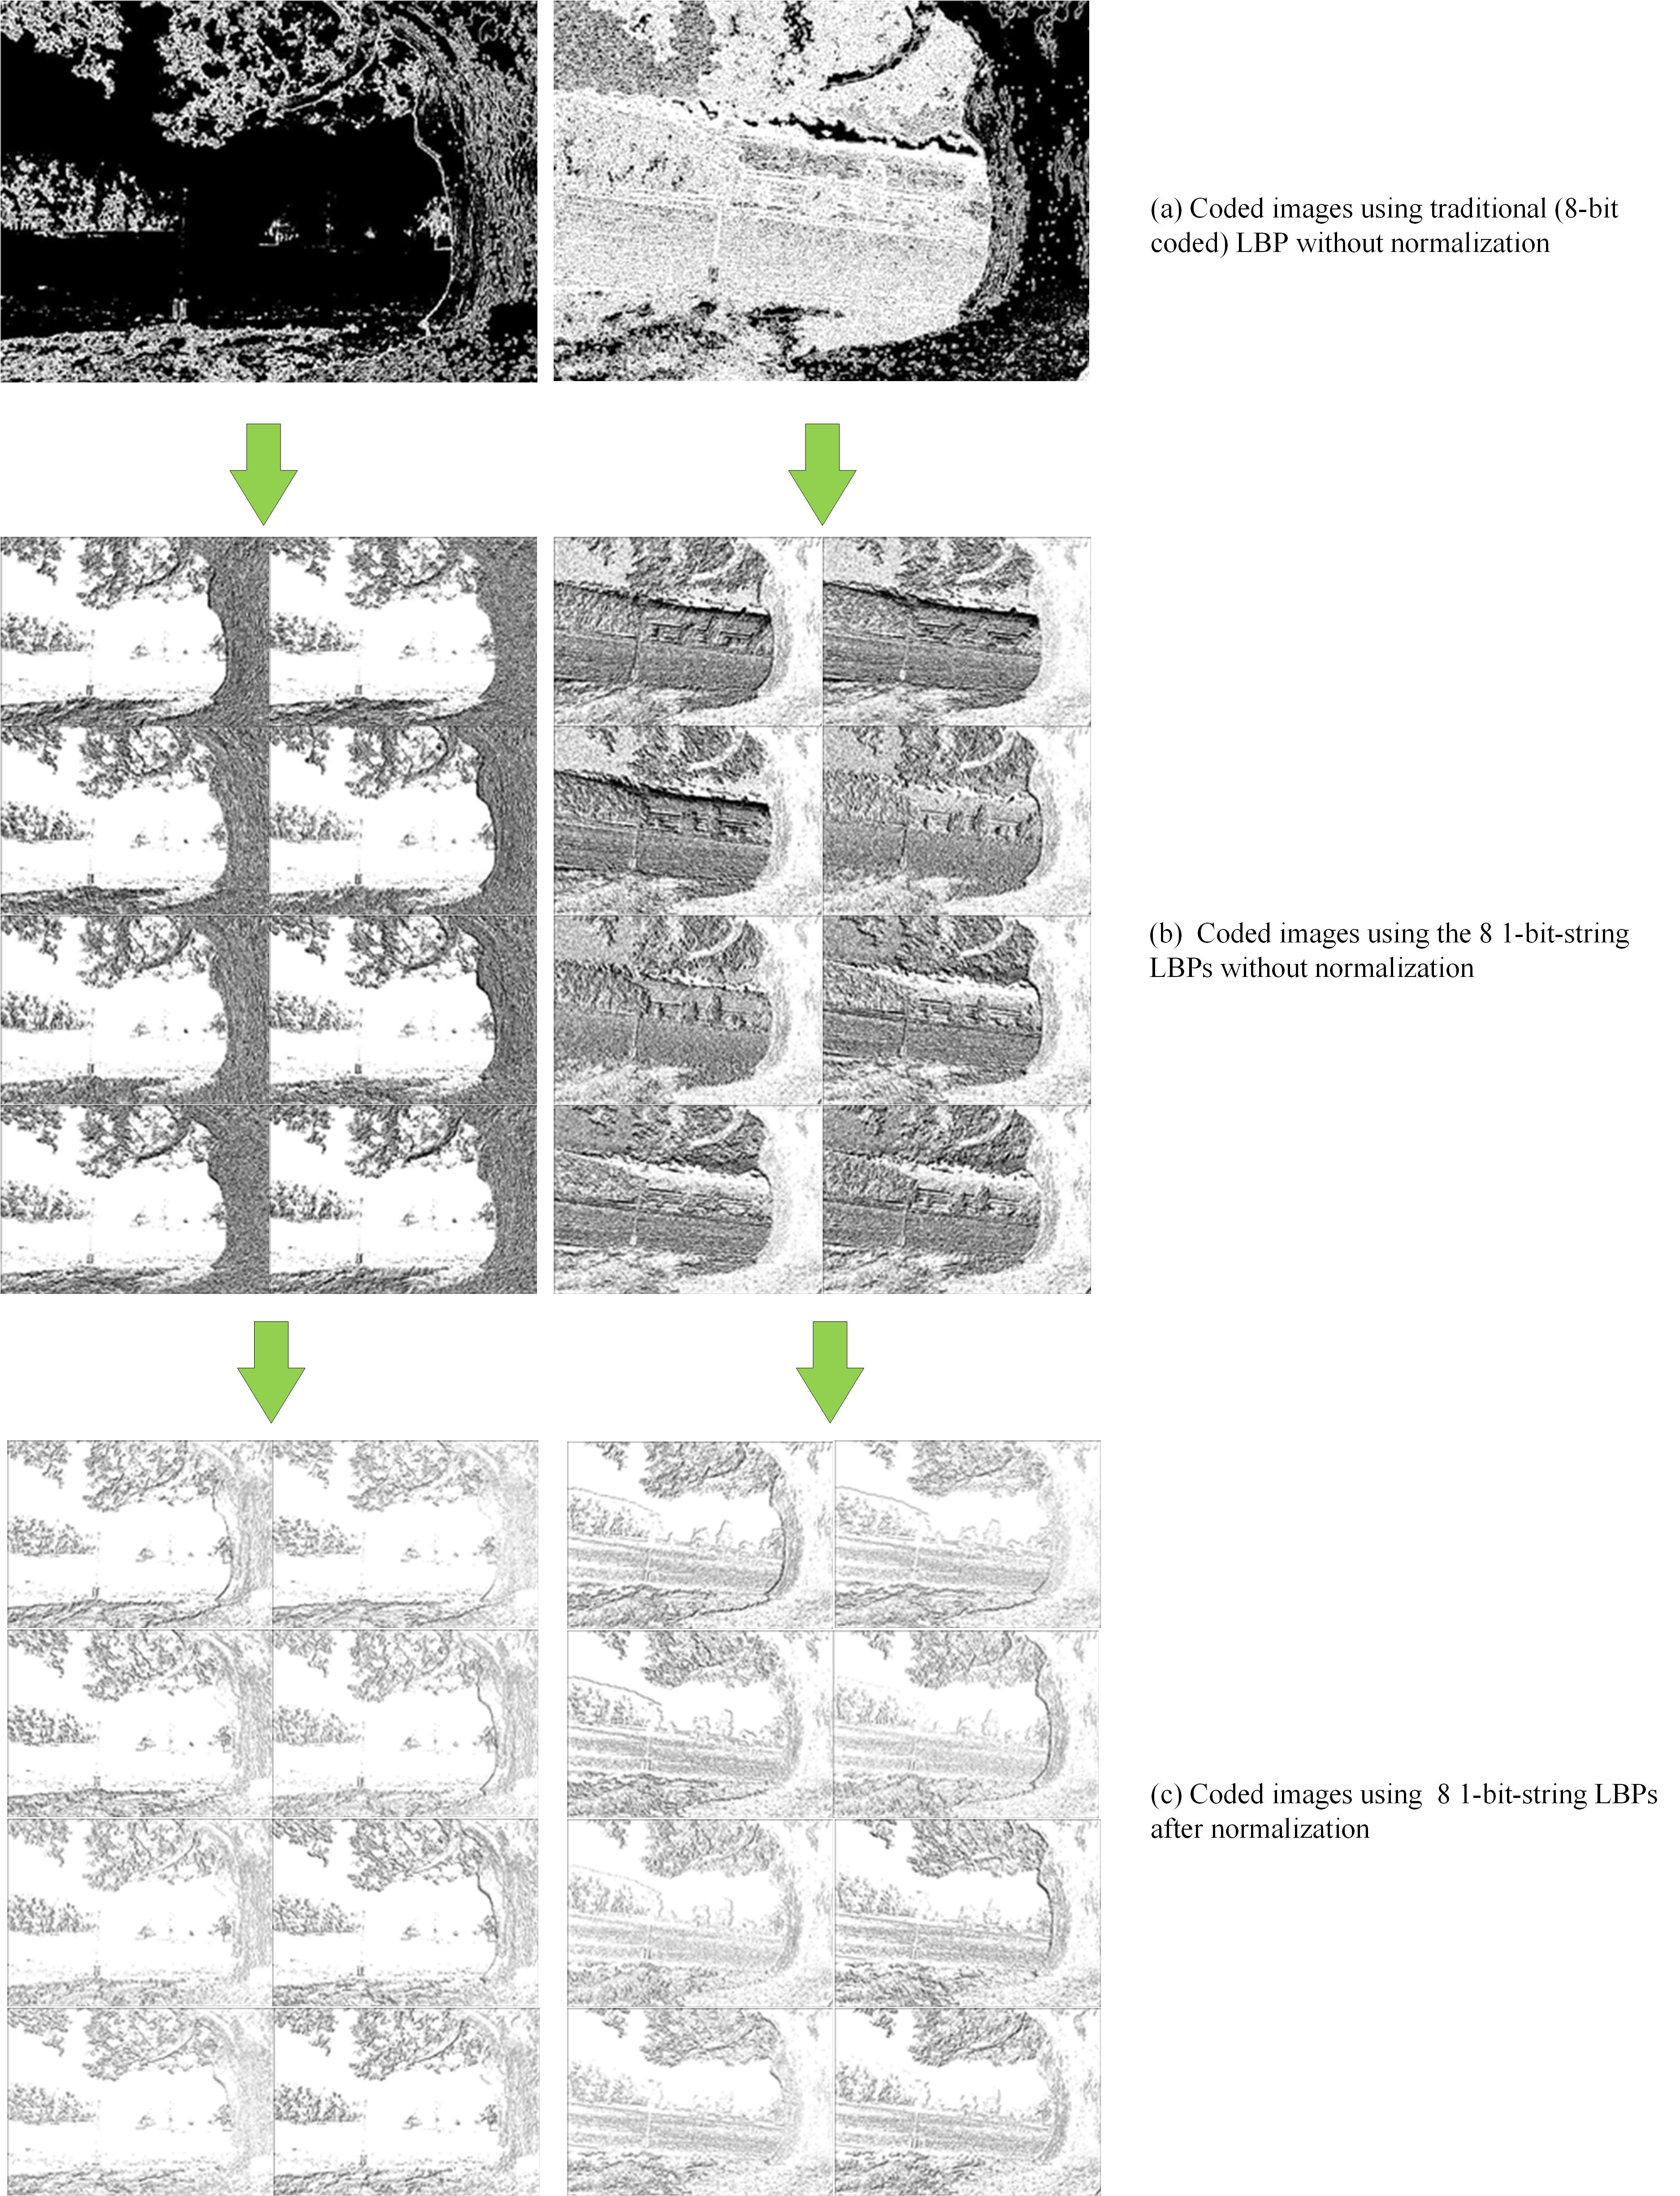 (a) Coded images using traditional (8-bit
coded) LBP without normalization
(b)  Coded images using the 8 1-bit-string
LBPs without normalization
(c) Coded images using  8 1-bit-string LBPs
after normalization